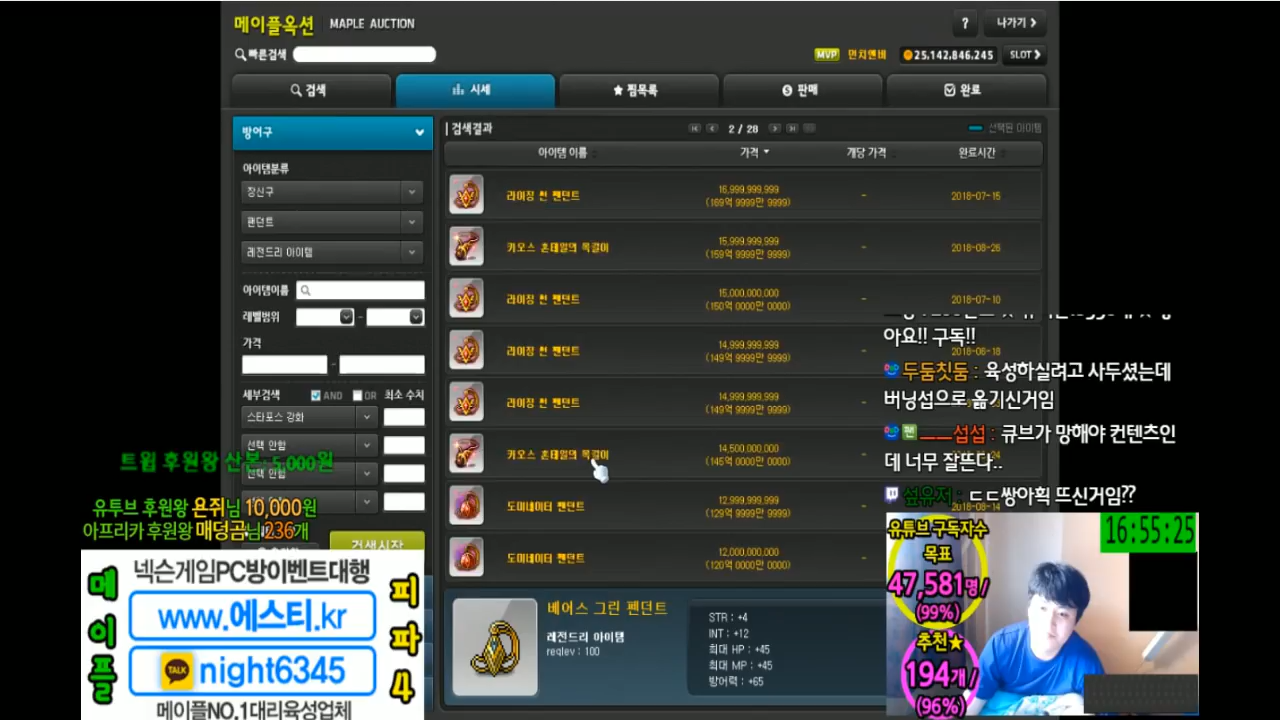 메이플옥션 MAPLE AUCTION
? 나가기 >
빠른검색
MVP 먼치앤비 25,142,846,245 SLOT >
검색 시세 찜목록 판매 완료
방어구
아이템분류
장신구
펜던트
레전드리 아이템
아이템이름
레벨범위 -
가격
-
세부검색 AND OR 최소 수치
스타포스 강화
선택 안함
선택 안함
검색시장
검색결과 2 / 28 선택된 아이템
아이템 이름 가격 개당 가격 완료시간
라이징 썬 펜던트 16,999,999,999 (169억 9999만 9999) - 2018-07-15
카오스 혼테일의 목걸이 15,999,999,999 (159억 9999만 9999) - 2018-08-26
라이징 썬 펜던트 15,000,000,000 (150억 0000만 0000) - 2018-07-10
라이징 썬 펜던트 14,999,999,999 (149억 9999만 9999) 2018-08-18
라이징 썬 펜던트 14,999,999,999 (149억 9999만 9999)
카오스 혼테일의 목걸이 14,500,000,000 (145억 0000만 0000)
도미네이터 펜던트 12,999,999,999 (129억 9999만 9999)
도미네이터 펜던트 12,000,000,000 (120억 0000만 0000)
베어스 그린 펜던트
레전드리 아이템
reqlev : 100
STR : +4
INT : +12
최대 HP : +45
최대 MP : +45
방어력 : +65
아요!! 구독!!
두둠칫둠 : 육성하실려고 사두셨는데
버닝섭으로 옮기신거임
팬 ㅡㅡ섭섭 : 큐브가 망해야 컨텐츠인
데 너무 잘뜬다..
섶유저 : ㄷㄷ쌍아획 뜨신거임??
트윕 후원왕 산본 : 5,000원
유투브 후원왕 욘쥐님 10,000원
아프리카 후원왕 매덩곰님 236개
넥슨게임PC방이벤트대행
메이플
www.에스티.kr
TALK night6345
피파4
메이플NO.1대리육성업체
유튜브 구독자수
목표
47,581명/
(99%)
추천★
194개/
(96%)
16:55:25